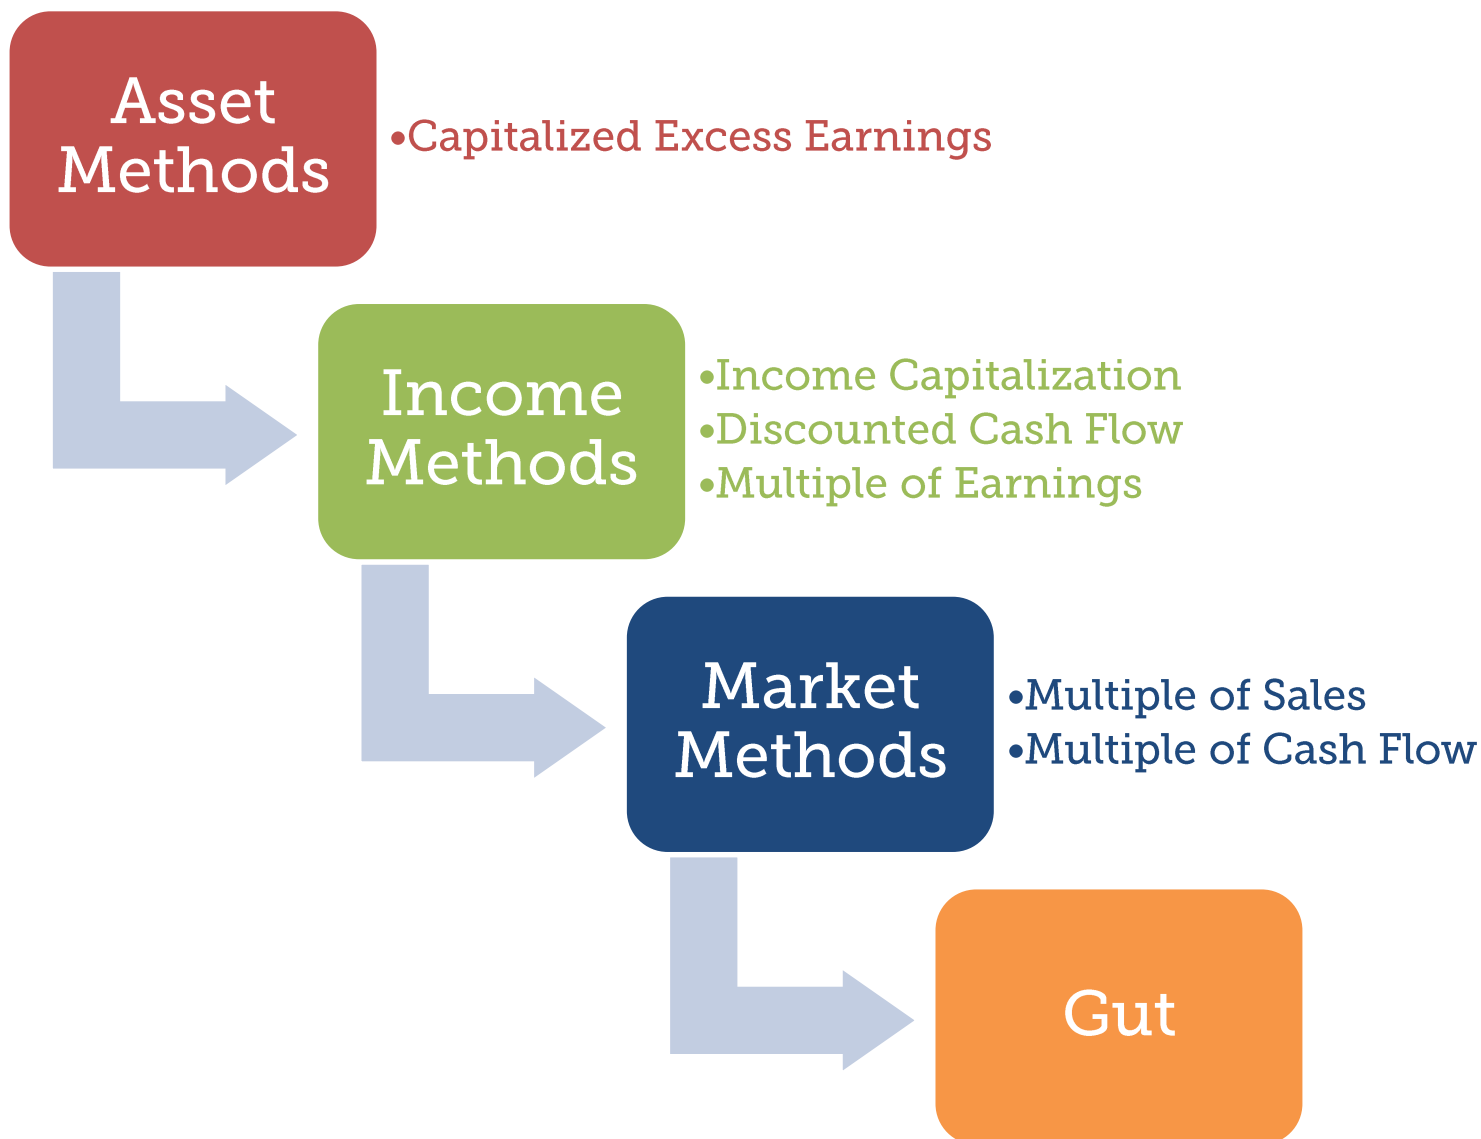 Asset
Methods
•Capitalized Excess Earnings
Income
Methods
•Income Capitalization
•Discounted Cash Flow
•Multiple of Earnings
Market
Methods
•Multiple of Sales
•Multiple of Cash Flow
Gut